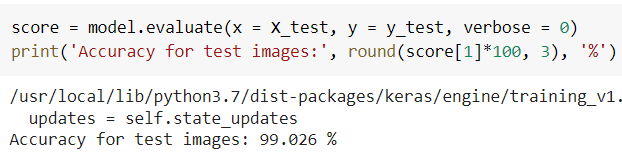 score = model.evaluate(x = X_test, y = y_test, verbose = 0)
print('Accuracy for test images:', round(score[1]*100, 3), '%')
/usr/local/lib/python3.7/dist-packages/keras/engine/training_v1.
updates = self.state_updates
Accuracy for test images: 99.026 %